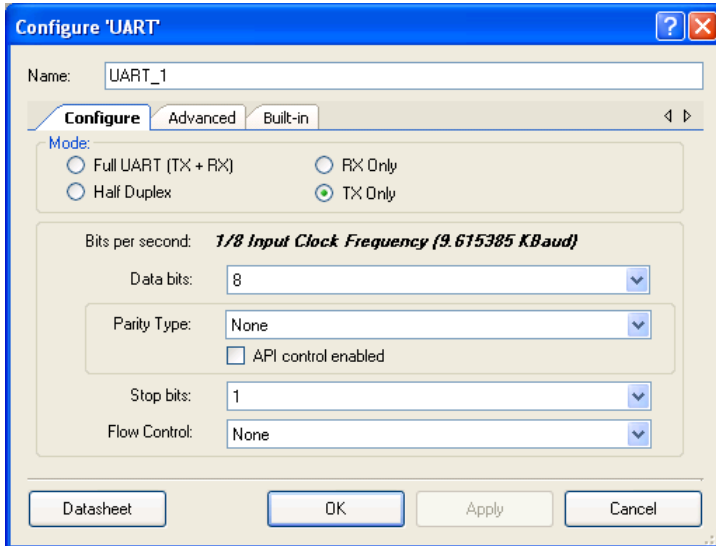 Configure 'UART'
Name: UART_1
Configure Advanced Built-in
Mode:
Full UART (TX + RX) RX Only
Half Duplex TX Only
Bits per second: 1/8 Input Clock Frequency (9.615385 KBaud)
Data bits: 8
Parity Type: None
API control enabled
Stop bits: 1
Flow Control: None
Datasheet OK Apply Cancel